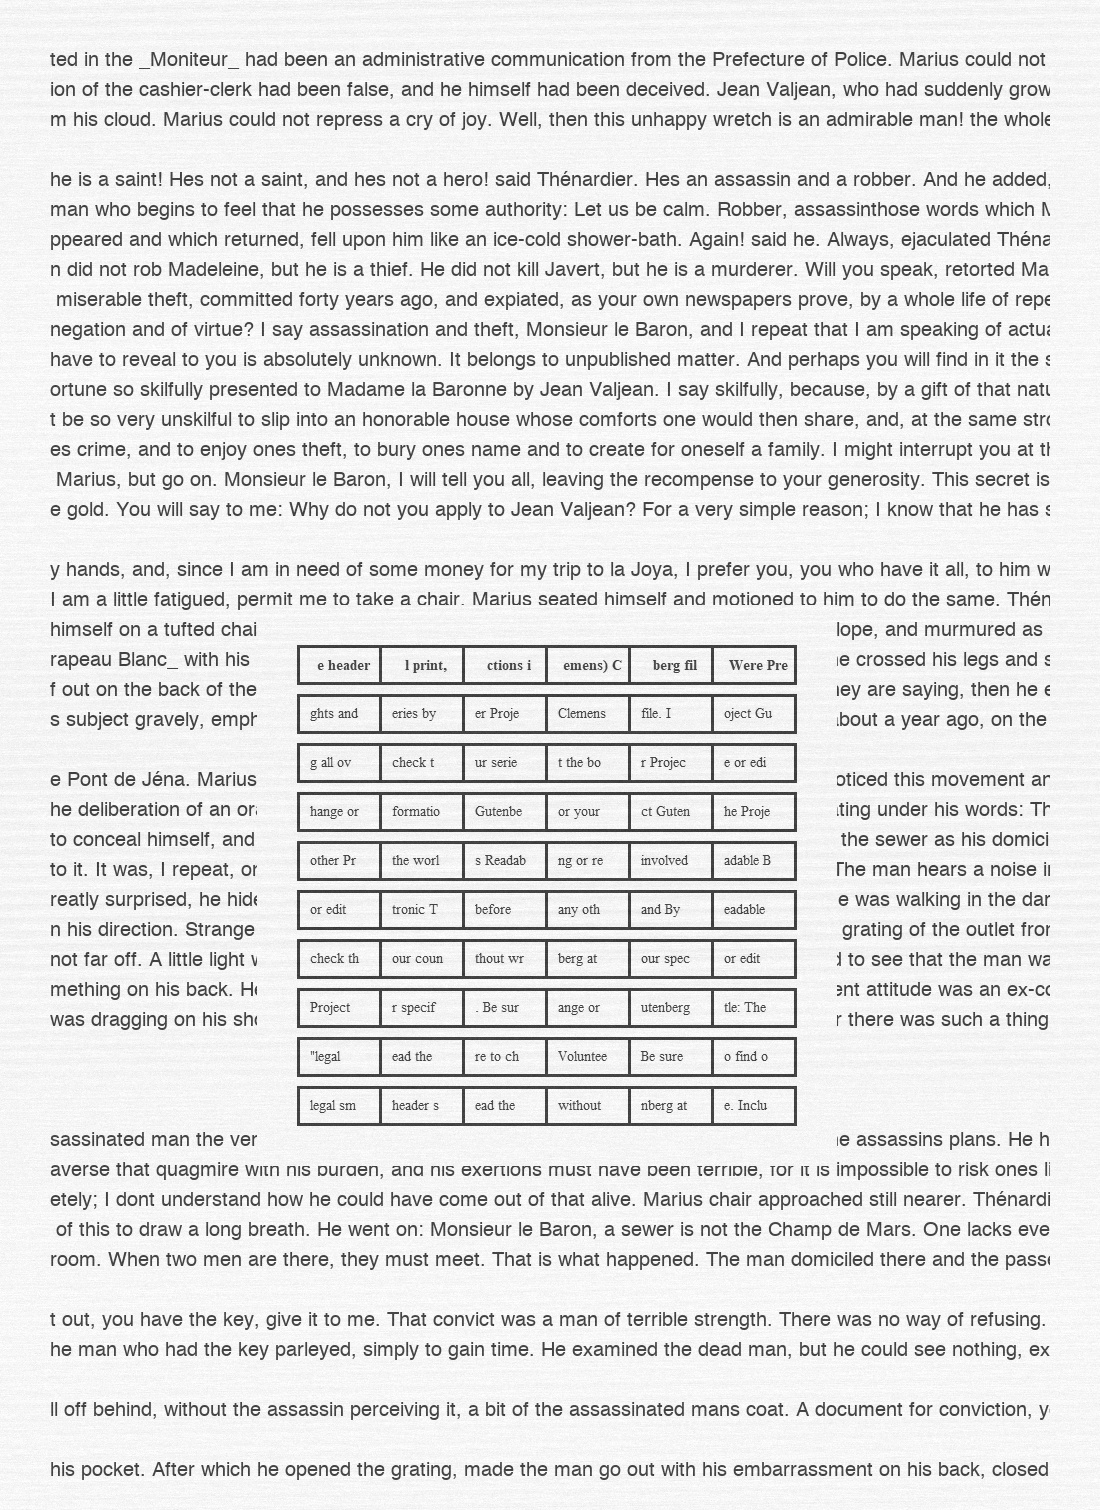 ted in the _Moniteur_ had been an administrative communication from the Prefecture of Police. Marius could not
ion of the cashier-clerk had been false, and he himself had been deceived. Jean Valjean, who had suddenly grow
m his cloud. Marius could not repress a cry of joy. Well, then this unhappy wretch is an admirable man! the whole
he is a saint! Hes not a saint, and hes not a hero! said Thénardier. Hes an assassin and a robber. And he added,
man who begins to feel that he possesses some authority: Let us be calm. Robber, assassinthose words which M
ppeared and which returned, fell upon him like an ice-cold shower-bath. Again! said he. Always, ejaculated Théna
n did not rob Madeleine, but he is a thief. He did not kill Javert, but he is a murderer. Will you speak, retorted Ma
miserable theft, committed forty years ago, and expiated, as your own newspapers prove, by a whole life of repe
negation and of virtue? I say assassination and theft, Monsieur le Baron, and I repeat that I am speaking of actua
have to reveal to you is absolutely unknown. It belongs to unpublished matter. And perhaps you will find in it the s
ortune so skilfully presented to Madame la Baronne by Jean Valjean. I say skilfully, because, by a gift of that natu
t be so very unskilful to slip into an honorable house whose comforts one would then share, and, at the same stro
es crime, and to enjoy ones theft, to bury ones name and to create for oneself a family. I might interrupt you at th
Marius, but go on. Monsieur le Baron, I will tell you all, leaving the recompense to your generosity. This secret is
e gold. You will say to me: Why do not you apply to Jean Valjean? For a very simple reason; I know that he has s
y hands, and, since I am in need of some money for my trip to la Joya, I prefer you, you who have it all, to him w
I am a little fatigued, permit me to take a chair. Marius seated himself and motioned to him to do the same. Thén
himself on a tufted chai lope, and murmured as
rapeau Blanc_ with his he crossed his legs and s
f out on the back of the hey are saying, then he e
s subject gravely, emph about a year ago, on the
e Pont de Jéna. Marius oticed this movement an
he deliberation of an ora ating under his words: Th
to conceal himself, and the sewer as his domici
to it. It was, I repeat, on The man hears a noise in
reatly surprised, he hide e was walking in the dar
n his direction. Strange grating of the outlet fron
not far off. A little light w d to see that the man wa
mething on his back. He ent attitude was an ex-co
was dragging on his sho r there was such a thing
e header l print, ctions i emens) C berg fil Were Pre
ghts and eries by er Proje Clemens file. I oject Gu
g all ov check t ur serie t the bo r Projec e or edi
hange or formatio Gutenbe or your ct Guten he Proje
other Pr the worl s Readab ng or re involved adable B
or edit tronic T before any oth and By eadable
check th our coun thout wr berg at our spec or edit
Project r specif . Be sur ange or utenberg tle: The
"legal ead the re to ch Voluntee Be sure o find o
legal sm header s ead the without nberg at e. Inclu
sassinated man the ver he assassins plans. He h
averse that quagmire with his burden, and his exertions must have been terrible, for it is impossible to risk ones li
etely; I dont understand how he could have come out of that alive. Marius chair approached still nearer. Thénardi
of this to draw a long breath. He went on: Monsieur le Baron, a sewer is not the Champ de Mars. One lacks eve
room. When two men are there, they must meet. That is what happened. The man domiciled there and the passe
t out, you have the key, give it to me. That convict was a man of terrible strength. There was no way of refusing.
he man who had the key parleyed, simply to gain time. He examined the dead man, but he could see nothing, ex
ll off behind, without the assassin perceiving it, a bit of the assassinated mans coat. A document for conviction, y
his pocket. After which he opened the grating, made the man go out with his embarrassment on his back, closed